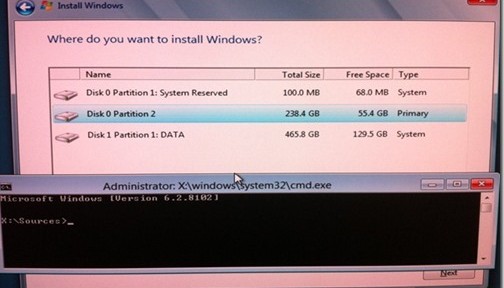 Install Windows
Where do you want to install Windows?
Name Total Size Free Space Type
Disk 0 Partition 1: System Reserved 100.0 MB 68.0 MB System
Disk 0 Partition 2 238.4 GB 55.4 GB Primary
Disk 1 Partition 1: DATA 465.8 GB 129.5 GB System
Administrator: X:\windows\system32\cmd.exe
Microsoft Windows [Version 6.2.8102]
X:\Sources>_
Next